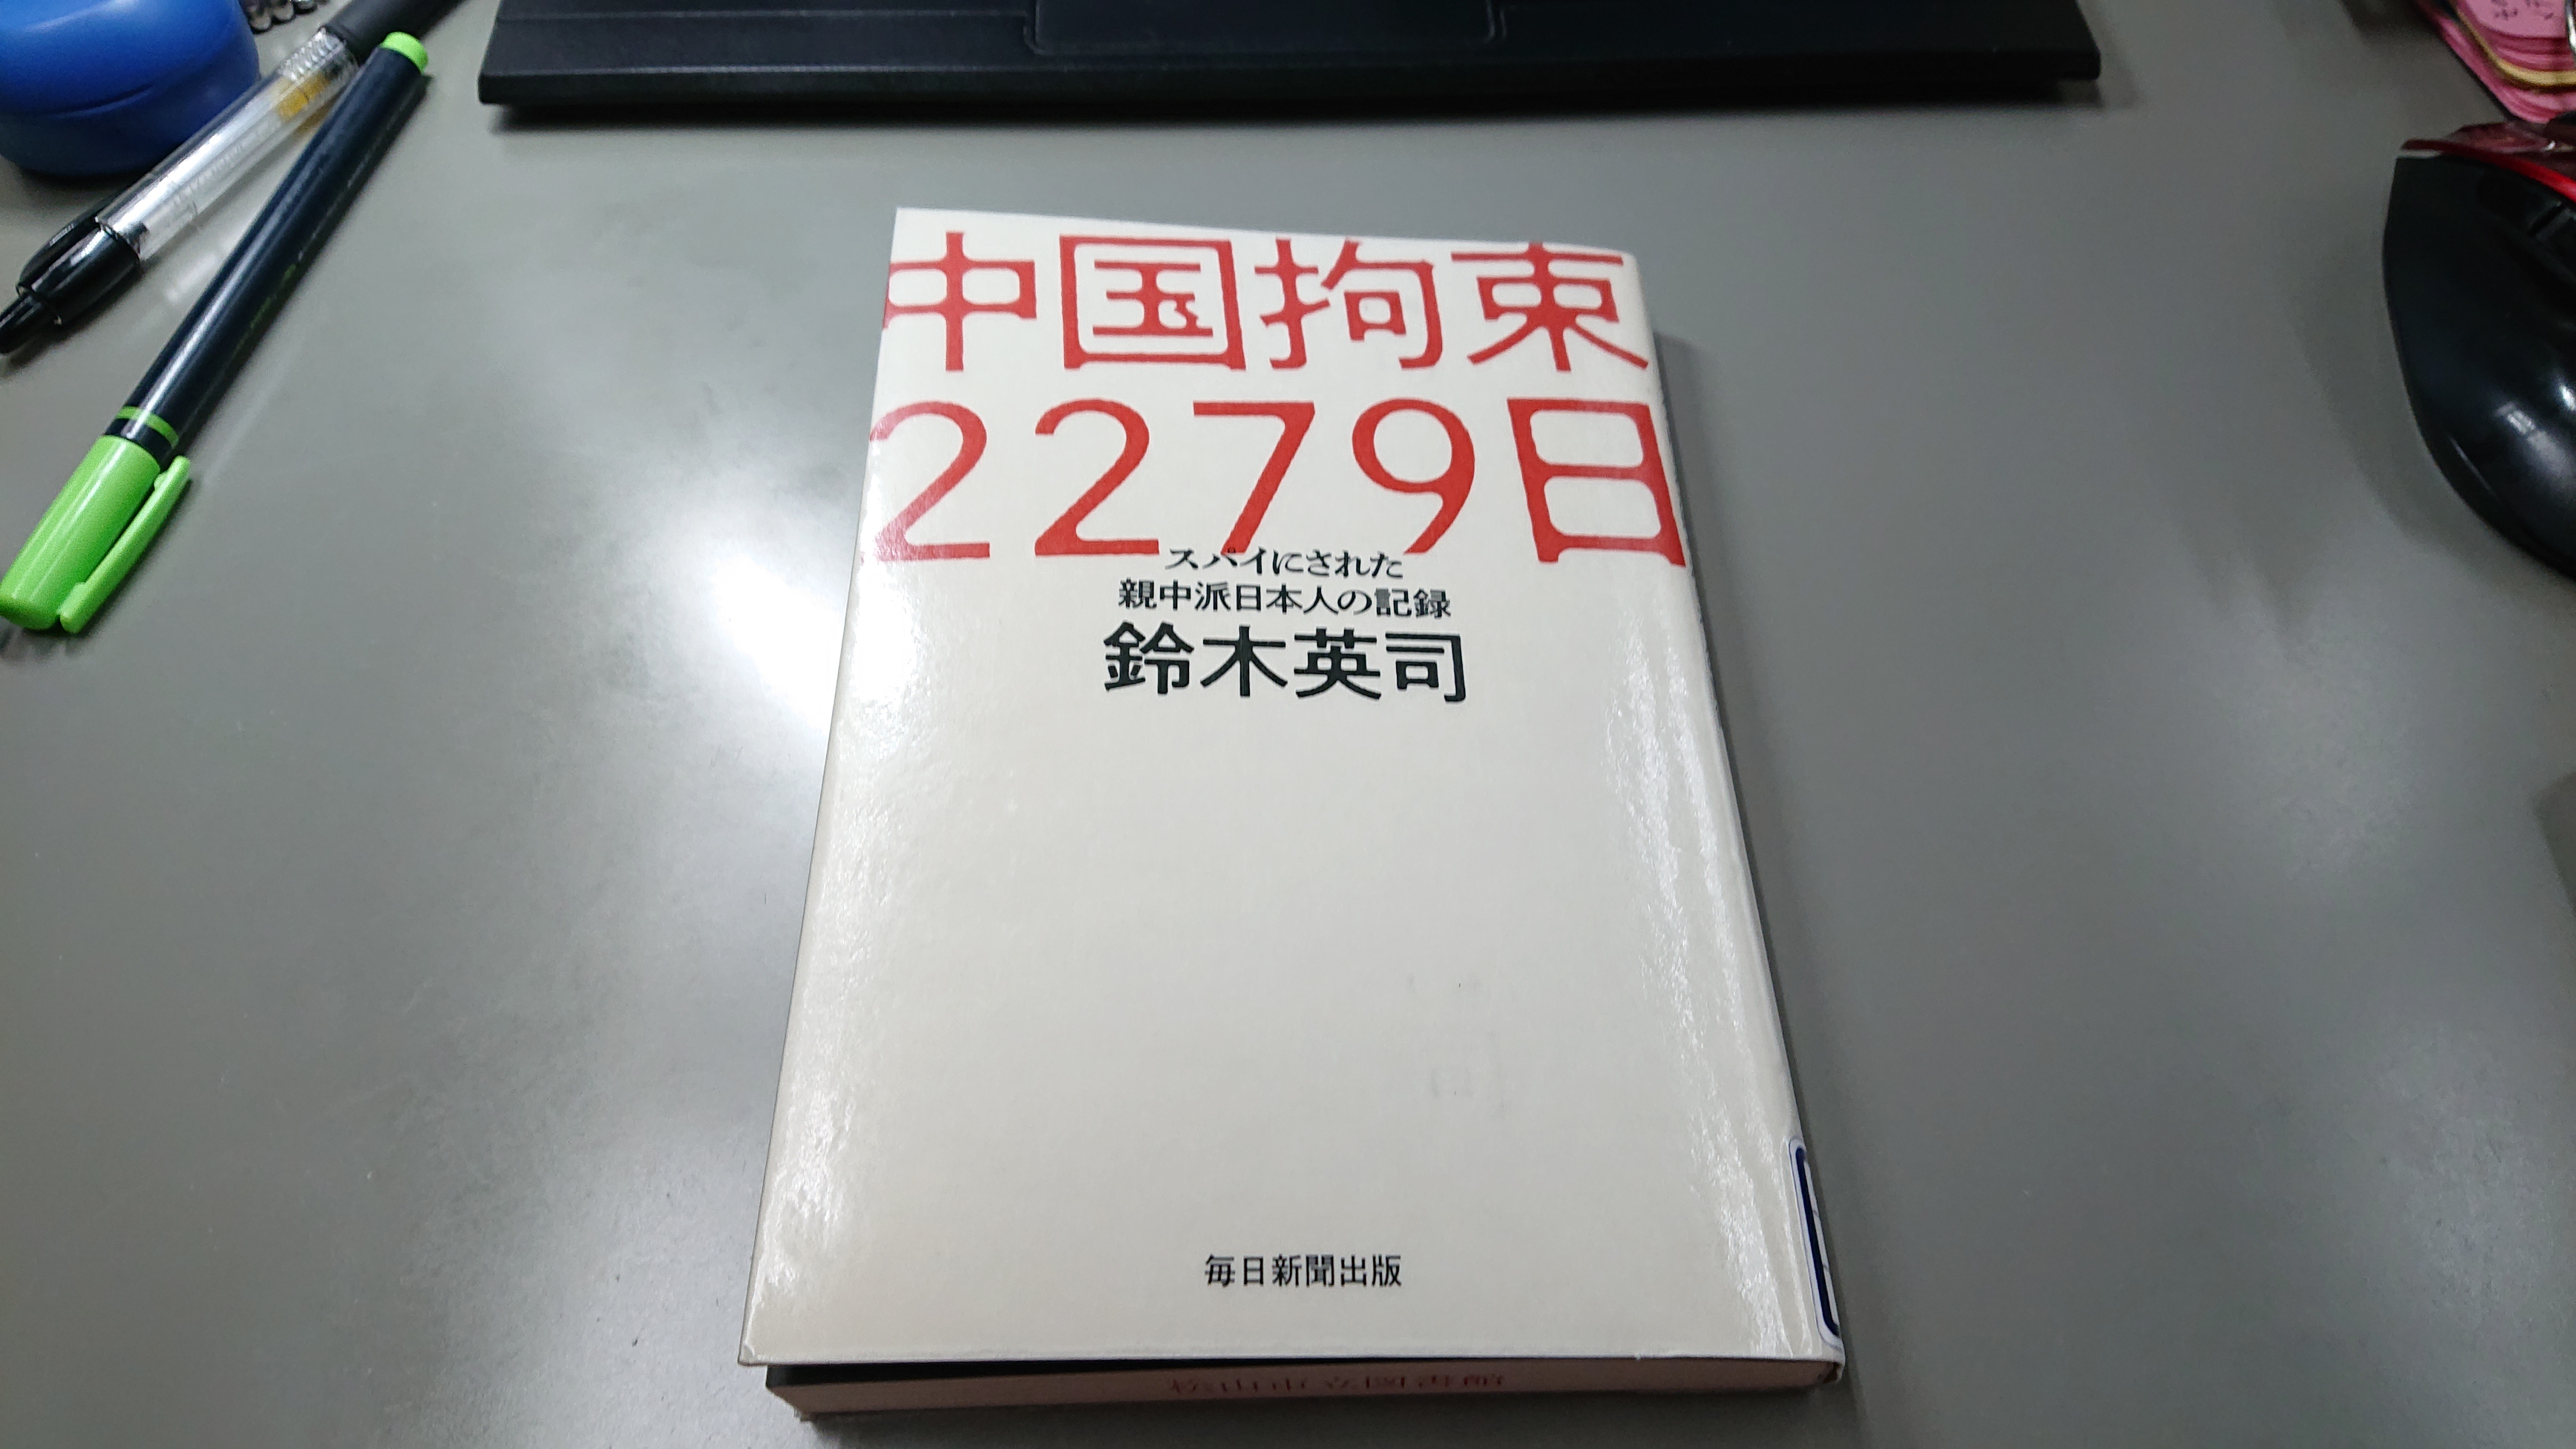 中国拘束
2279日
スパイにされた
親中派日本人の記録
鈴木英司
毎日新聞出版